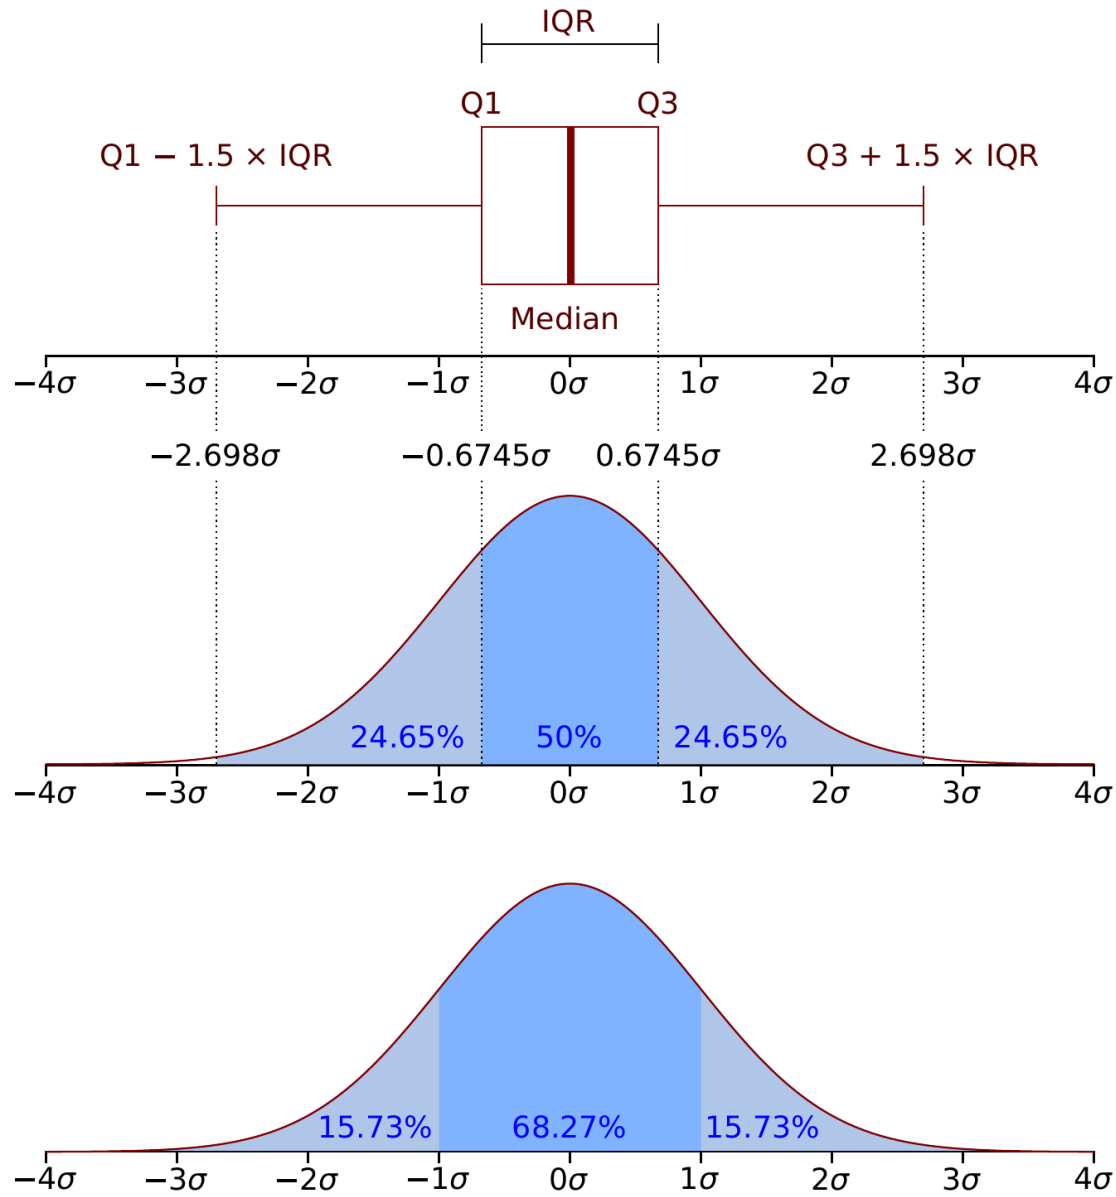 IQR
Q1 Q3
Q1 − 1.5 × IQR Q3 + 1.5 × IQR
Median
−4σ −3σ −2σ −1σ 0σ 1σ 2σ 3σ 4σ
−2.698σ −0.6745σ 0.6745σ 2.698σ
24.65% 50% 24.65%
−4σ −3σ −2σ −1σ 0σ 1σ 2σ 3σ 4σ
15.73% 68.27% 15.73%
−4σ −3σ −2σ −1σ 0σ 1σ 2σ 3σ 4σ